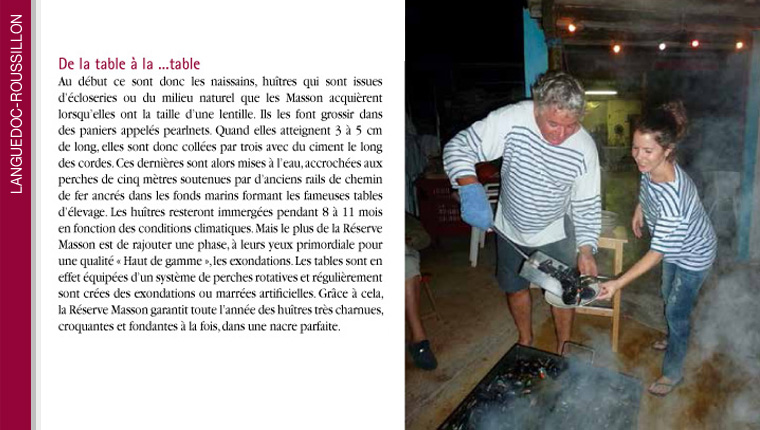 LANGUEDOC-ROUSSILLON
De la table à la ...table
Au début ce sont donc les naissains, huîtres qui sont issues
d'écloseries ou du milieu naturel que les Masson acquièrent
lorsqu'elles ont la taille d'une lentille. Ils les font grossir dans
des paniers appelés pearlnets. Quand elles atteignent 3 à 5 cm
de long, elles sont donc collées par trois avec du ciment le long
des cordes. Ces dernières sont alors mises à l'eau, accrochées aux
perches de cinq mètres soutenues par d'anciens rails de chemin
de fer ancrés dans les fonds marins formant les fameuses tables
d'élevage. Les huîtres resteront immergées pendant 8 à 11 mois
en fonction des conditions climatiques. Mais le plus de la Réserve
Masson est de rajouter une phase, à leurs yeux primordiale pour
une qualité « Haut de gamme », les exondations. Les tables sont en
effet équipées d'un système de perches rotatives et régulièrement
sont crées des exondations ou marrées artificielles. Grâce à cela,
la Réserve Masson garantit toute l'année des huîtres très charnues,
croquantes et fondantes à la fois, dans une nacre parfaite.